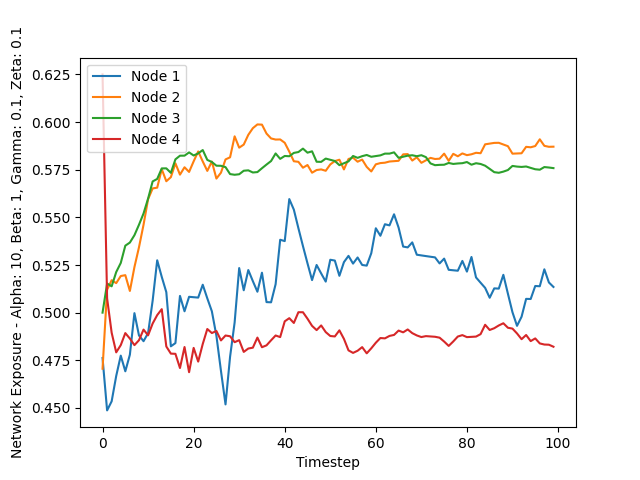 Network Exposure - Alpha: 10, Beta: 1, Gamma: 0.1, Zeta: 0.1
0.625
0.600
0.575
0.550
0.525
0.500
0.475
0.450
Node 1
Node 2
Node 3
Node 4
0 20 40 60 80 100
Timestep